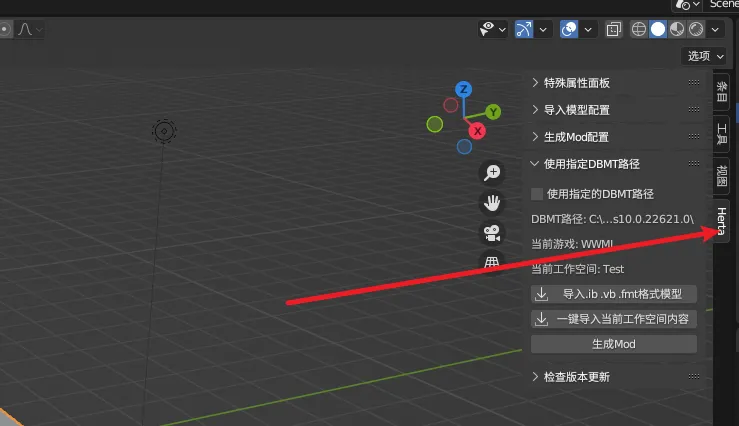 Scene
选项
特殊属性面板
导入模型配置
生成Mod配置
使用指定DBMT路径
使用指定的DBMT路径
DBMT路径: C:\...s10.0.22621.0\
当前游戏: WWMI
当前工作空间: Test
导入.ib .vb .fmt格式模型
一键导入当前工作空间内容
生成Mod
检查版本更新
条目
工具
视图
Herta
Z
Y
X